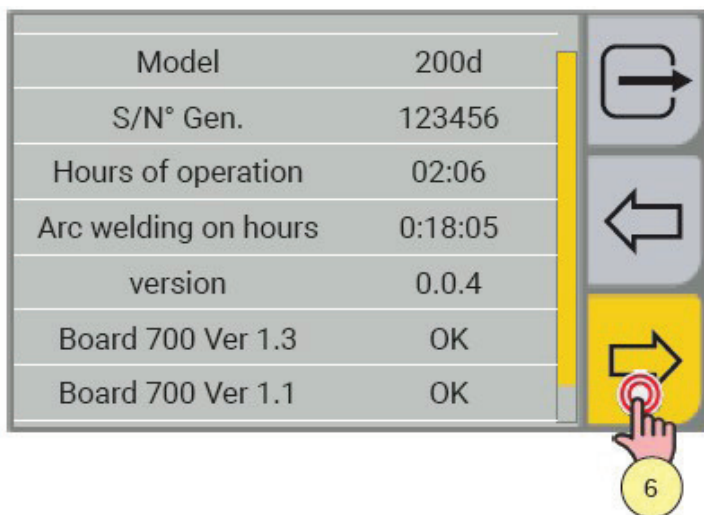 Model 200d
S/N° Gen. 123456
Hours of operation 02:06
Arc welding on hours 0:18:05
version 0.0.4
Board 700 Ver 1.3 OK
Board 700 Ver 1.1 OK
6